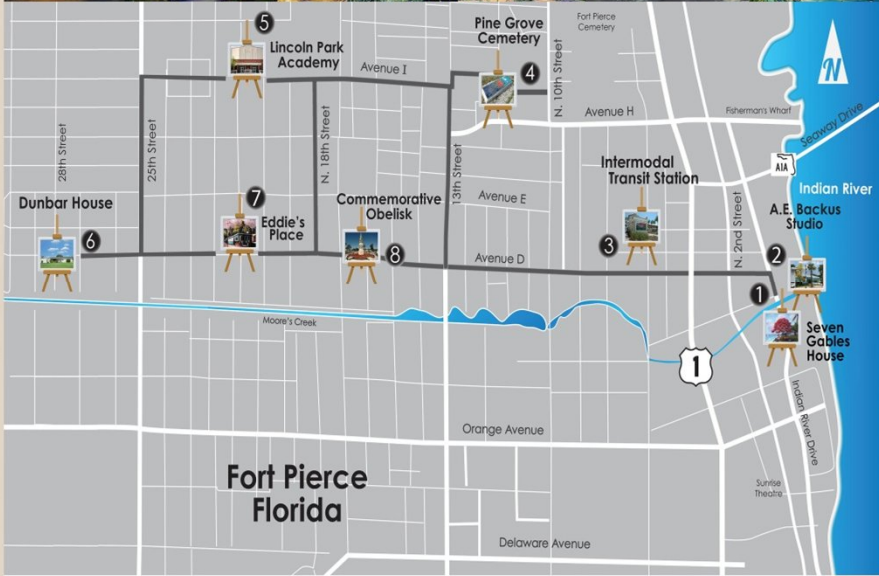 5
Lincoln Park
Academy
Avenue I
Pine Grove
Cemetery
4
Fort Pierce
Cemetery
N. 10th Street
Avenue H
Fisherman's Wharf
N
Seaway Drive
A1A
Indian River
28th Street
25th Street
N. 18th Street
13th Street
Avenue E
Intermodal
Transit Station
3
N. 2nd Street
A.E. Backus
Studio
2
Dunbar House
6
7
Eddie's
Place
Commemorative
Obelisk
8
Avenue D
1
Seven
Gables
House
Moore's Creek
1
Indian River Drive
Orange Avenue
Sunrise
Theatre
Fort Pierce
Florida
Delaware Avenue